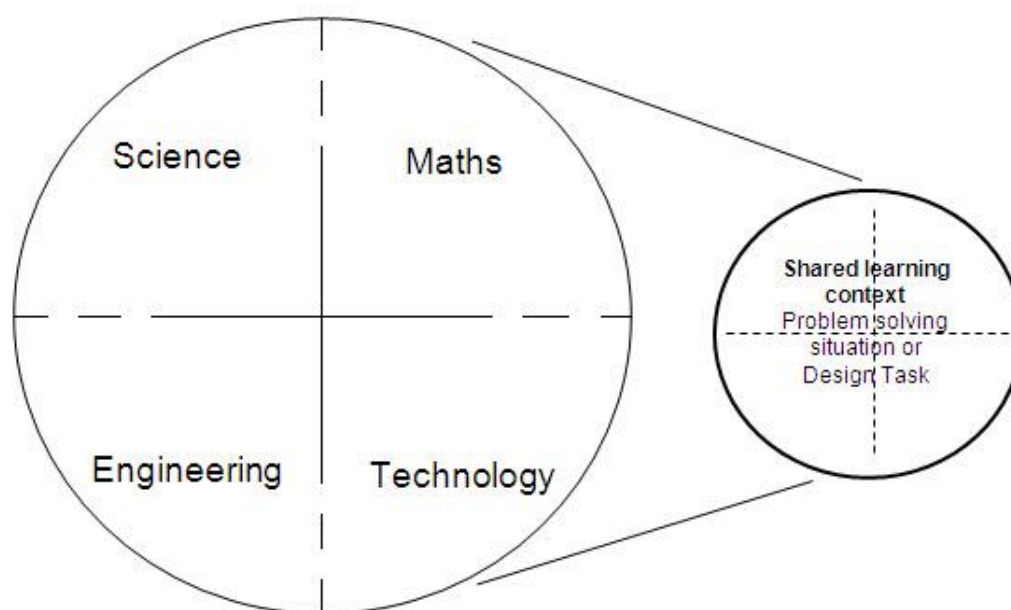 Science
Maths
Engineering
Technology
Shared learning
context
Problem solving
situation or
Design Task